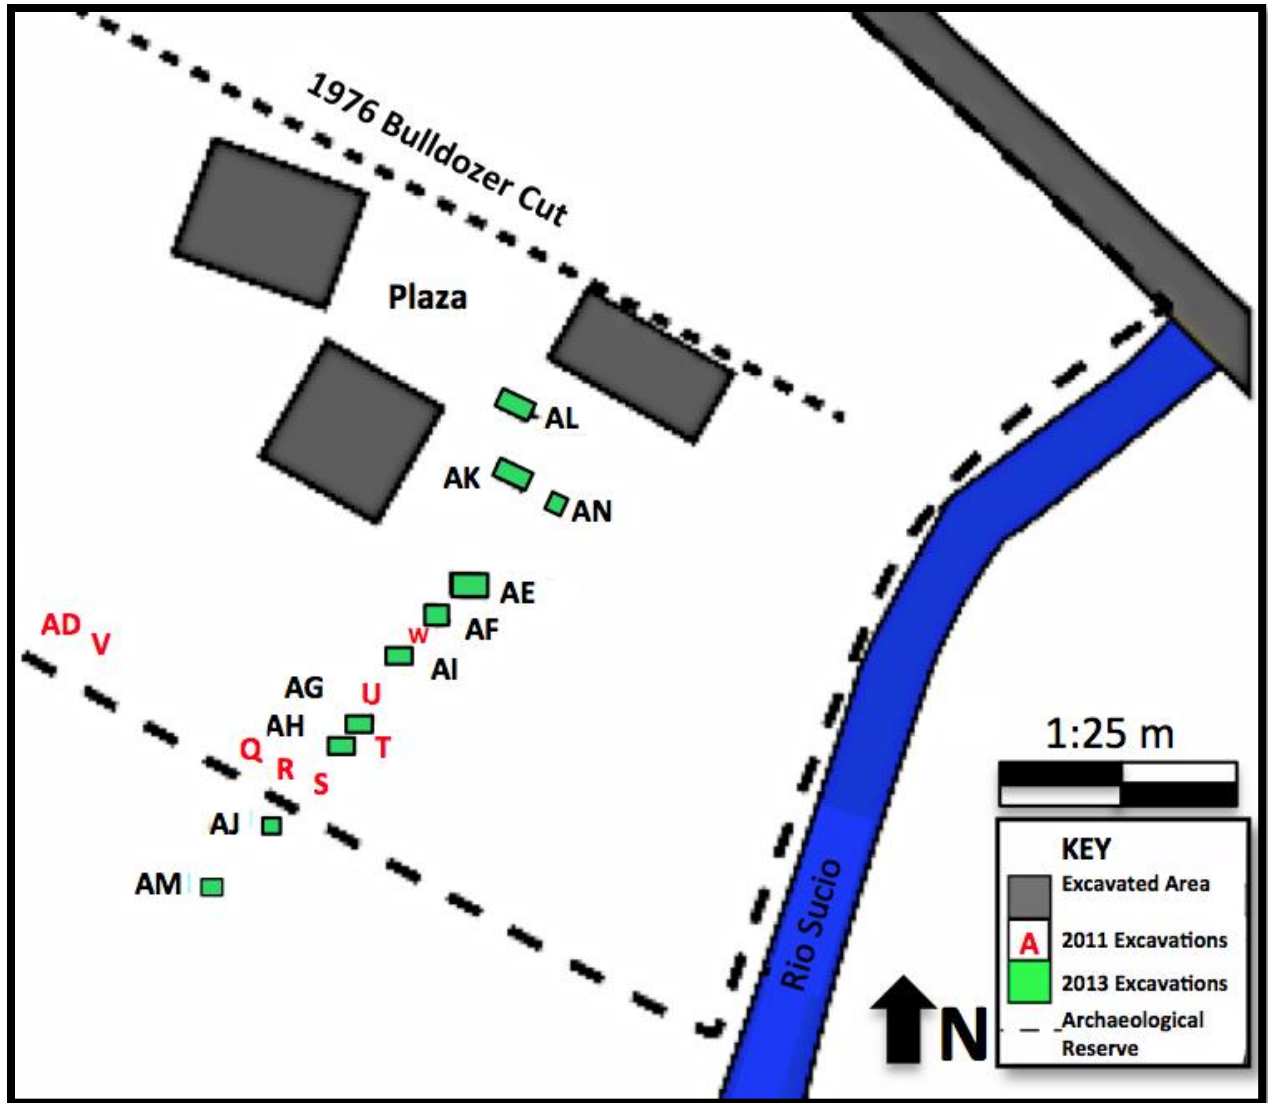 1976 Bulldozer Cut
Plaza
AL
AK
AN
AE
AF
W
AI
AD
V
AG
U
AH
T
Q
R
S
AJ
AM
Rio Sucio
1:25 m
KEY
Excavated Area
A 2011 Excavations
2013 Excavations
Archaeological
Reserve
N